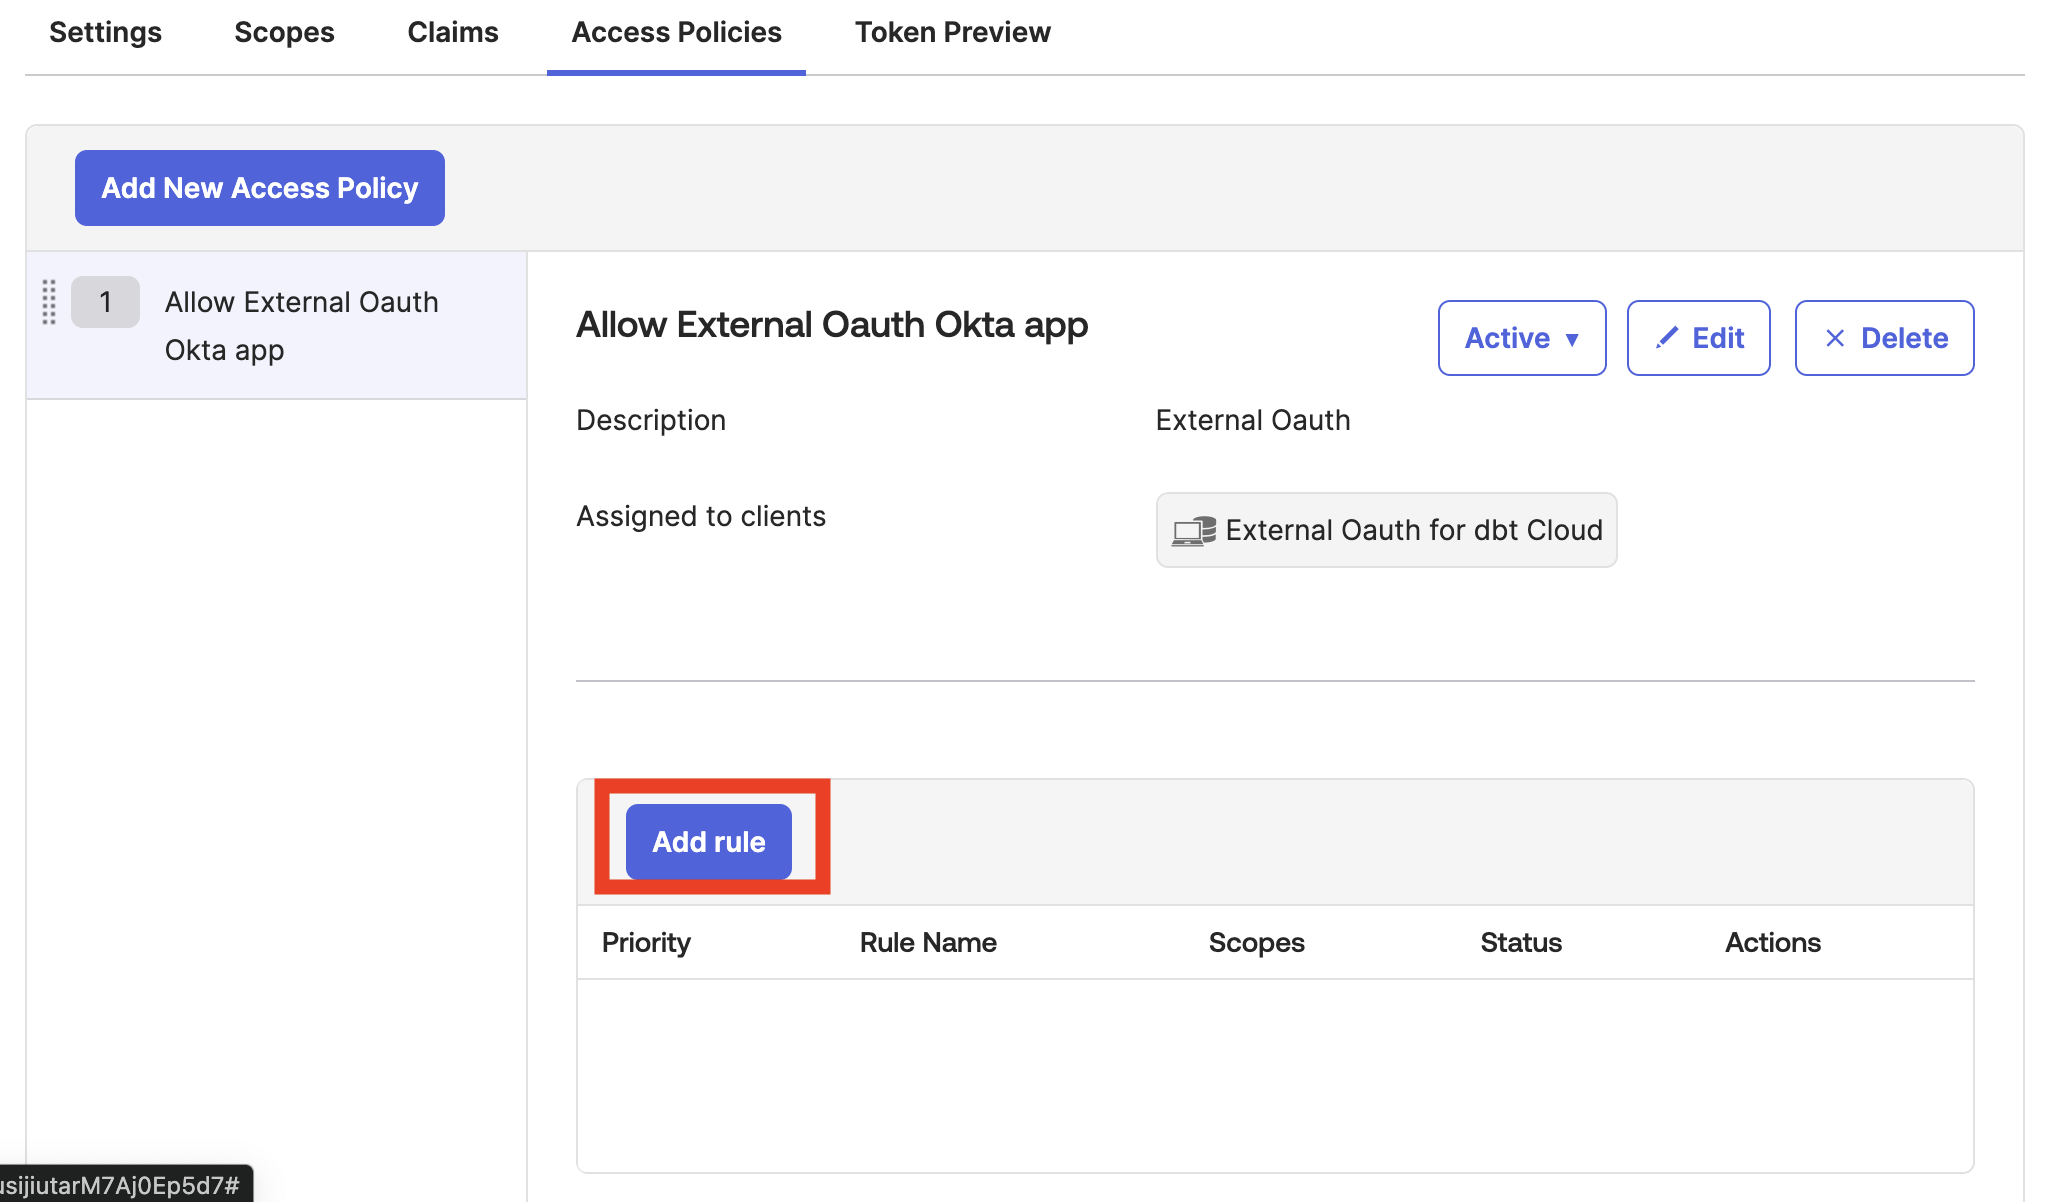 Settings Scopes Claims Access Policies Token Preview
Add New Access Policy
1 Allow External Oauth
Okta app
Allow External Oauth Okta app
Active ▼ Edit × Delete
Description External Oauth
Assigned to clients External Oauth for dbt Cloud
Add rule
Priority Rule Name Scopes Status Actions
usijiutarM7Aj0Ep5d7#